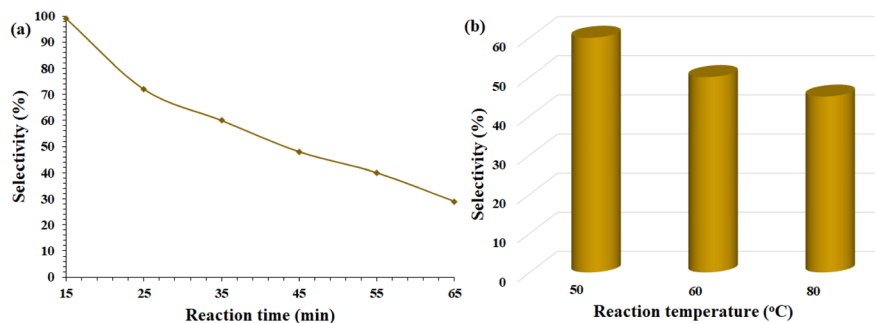 (a)
Selectivity (%)
100
90
80
70
60
50
40
30
20
10
0
15 25 35 45 55 65
Reaction time (min)
(b)
Selectivity (%)
60
50
40
30
20
10
0
50 60 80
Reaction temperature (ᵒC)